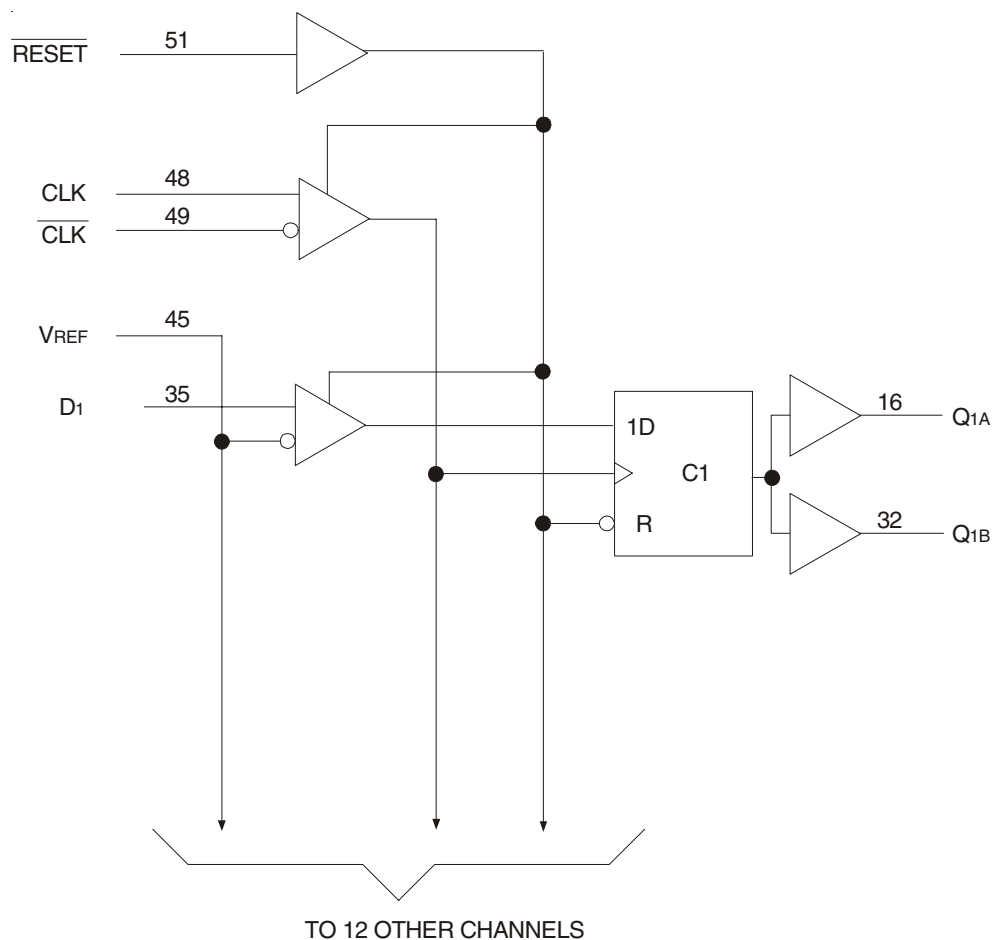 RESET 51
CLK 48
CLK 49
VREF 45
D1 35
1D
C1
R
16 Q1A
32 Q1B
TO 12 OTHER CHANNELS